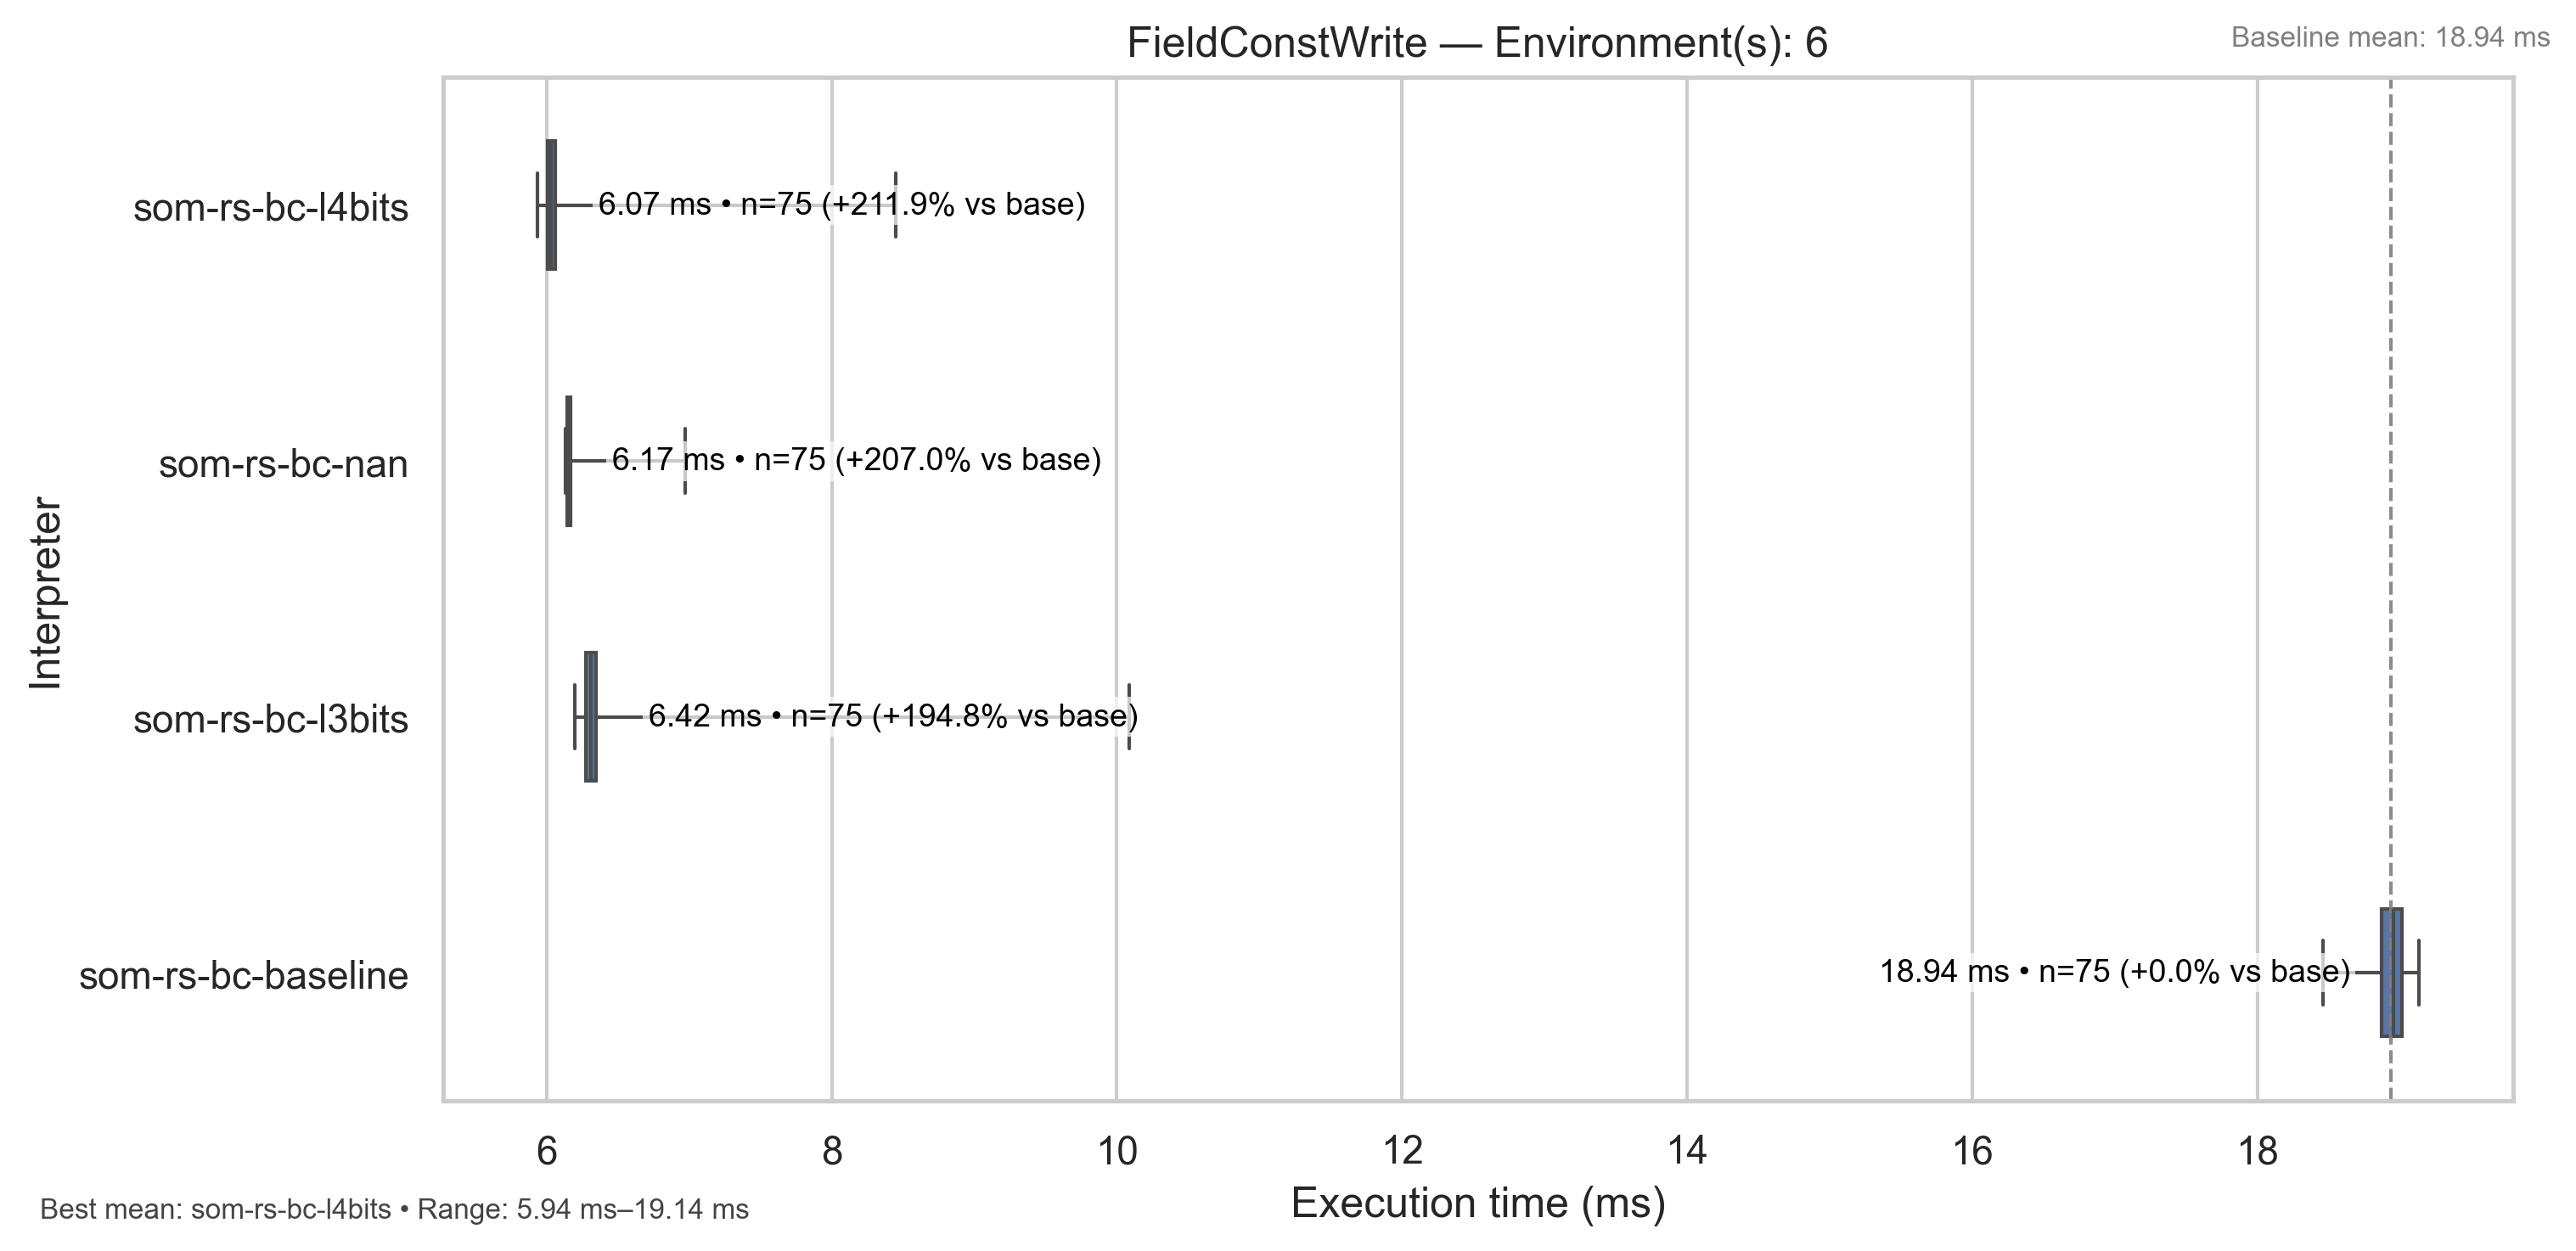 FieldConstWrite — Environment(s): 6
Baseline mean: 18.94 ms
Interpreter
som-rs-bc-l4bits
6.07 ms • n=75 (+211.9% vs base)
som-rs-bc-nan
6.17 ms • n=75 (+207.0% vs base)
som-rs-bc-l3bits
6.42 ms • n=75 (+194.8% vs base)
som-rs-bc-baseline
18.94 ms • n=75 (+0.0% vs base)
6 8 10 12 14 16 18
Execution time (ms)
Best mean: som-rs-bc-l4bits • Range: 5.94 ms–19.14 ms